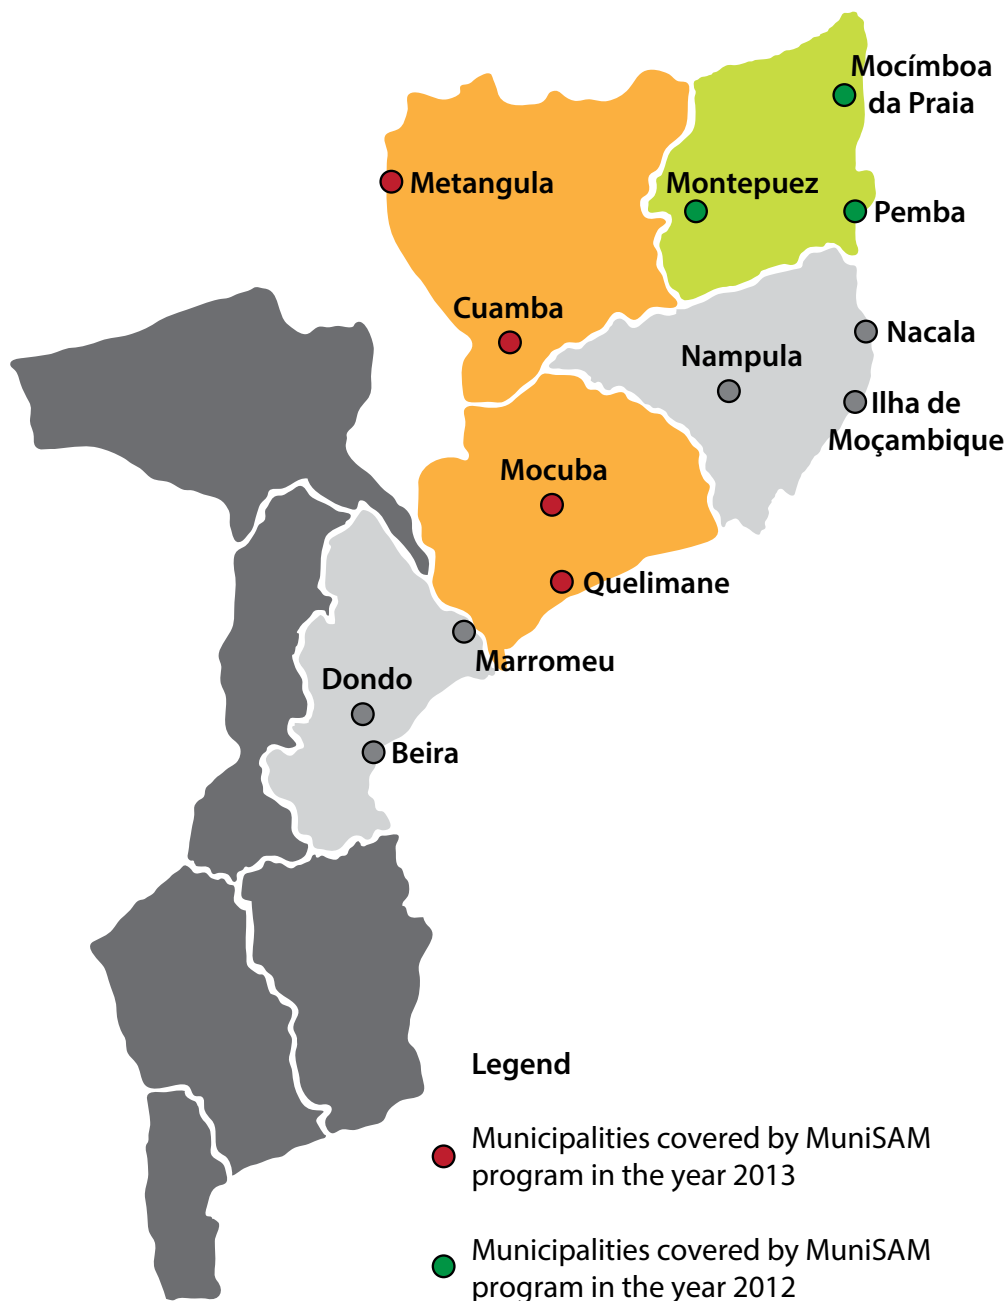 Mocímboa
da Praia
Metangula
Montepuez
Pemba
Cuamba
Nacala
Nampula
Ilha de
Moçambique
Mocuba
Quelimane
Marromeu
Dondo
Beira
Legend
Municipalities covered by MuniSAM
program in the year 2013
Municipalities covered by MuniSAM
program in the year 2012